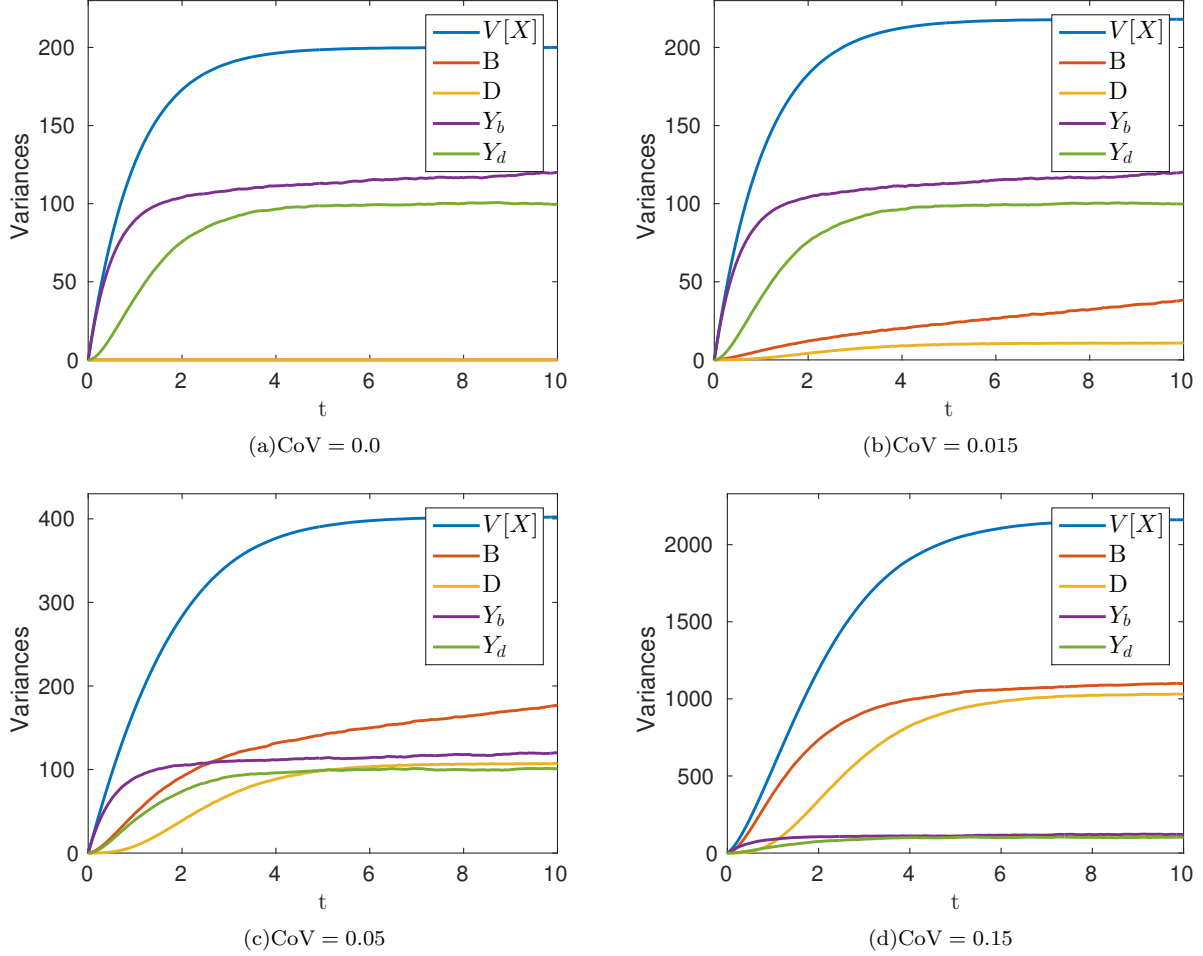 Variances
200
150
100
50
0
V[X]
B
D
Y_b
Y_d
0 2 4 6 8 10
t
(a)CoV = 0.0
Variances
200
150
100
50
0
V[X]
B
D
Y_b
Y_d
0 2 4 6 8 10
t
(b)CoV = 0.015
Variances
400
300
200
100
0
V[X]
B
D
Y_b
Y_d
0 2 4 6 8 10
t
(c)CoV = 0.05
Variances
2000
1500
1000
500
0
V[X]
B
D
Y_b
Y_d
0 2 4 6 8 10
t
(d)CoV = 0.15